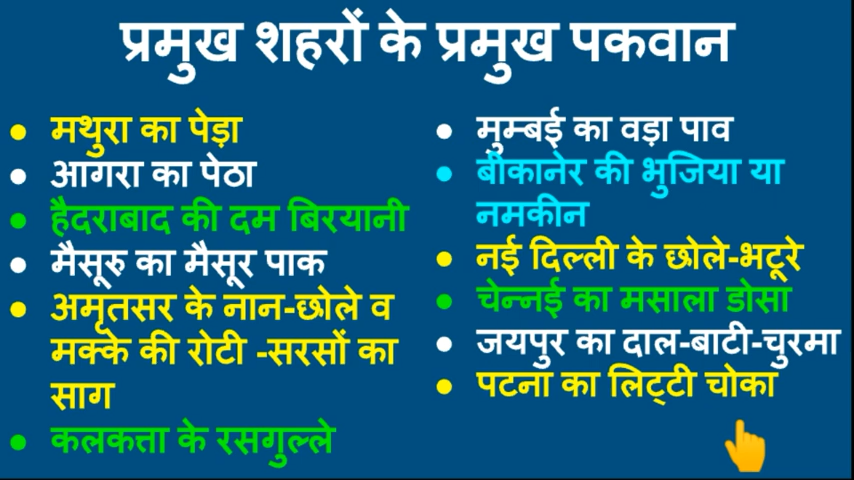 प्रमुख शहरों के प्रमुख पकवान
● मथुरा का पेड़ा
● आगरा का पेठा
● हैदराबाद की दम बिरयानी
● मैसूरु का मैसूर पाक
● अमृतसर के नान-छोले व
मक्के की रोटी -सरसों का
साग
● कलकत्ता के रसगुल्ले
● मुम्बई का वड़ा पाव
● बीकानेर की भुजिया या
नमकीन
● नई दिल्ली के छोले-भटूरे
● चेन्नई का मसाला डोसा
● जयपुर का दाल-बाटी-चुरमा
● पटना का लिट्टी चोका